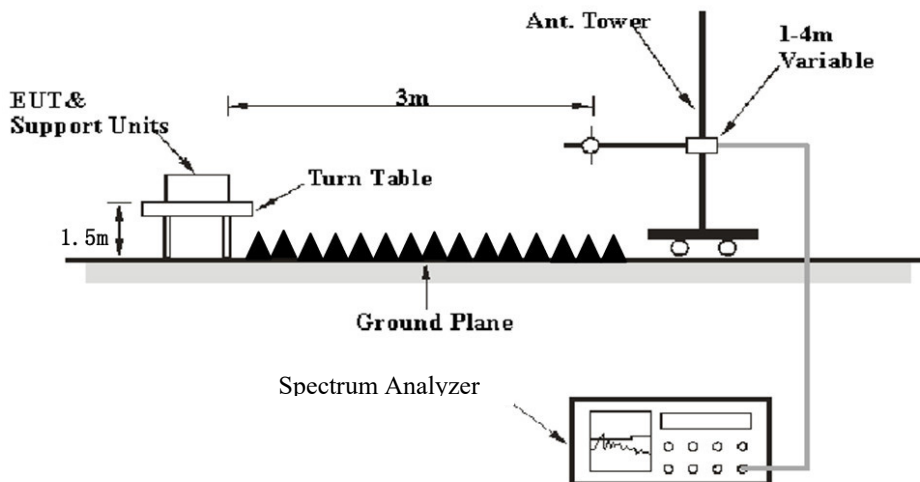 Ant. Tower
1-4m
Variable
3m
EUT&
Support Units
Turn Table
1.5m
Ground Plane
Spectrum Analyzer